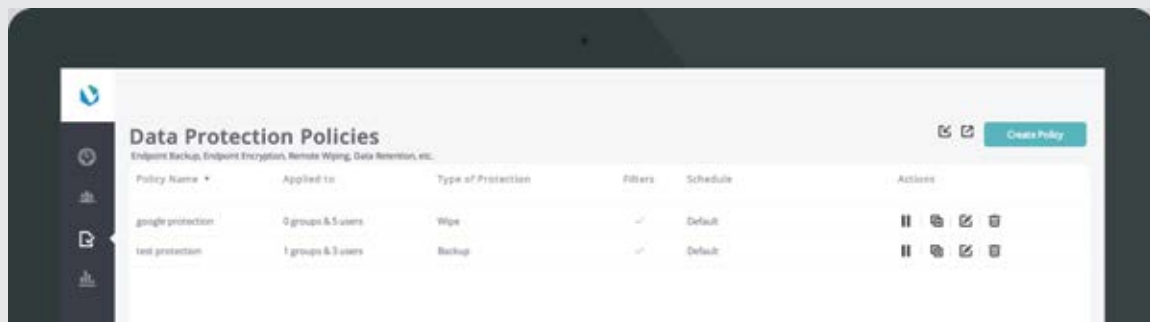 Data Protection Policies
Create Policy
Endpoint Backup, Endpoint Encryption, Remote Wiping, Data Retention, etc.
Policy Name Applied to Type of Protection Filters Schedule Actions
google protection 0 groups & 5 users Wipe Default
test protection 1 groups & 3 users Backup Default